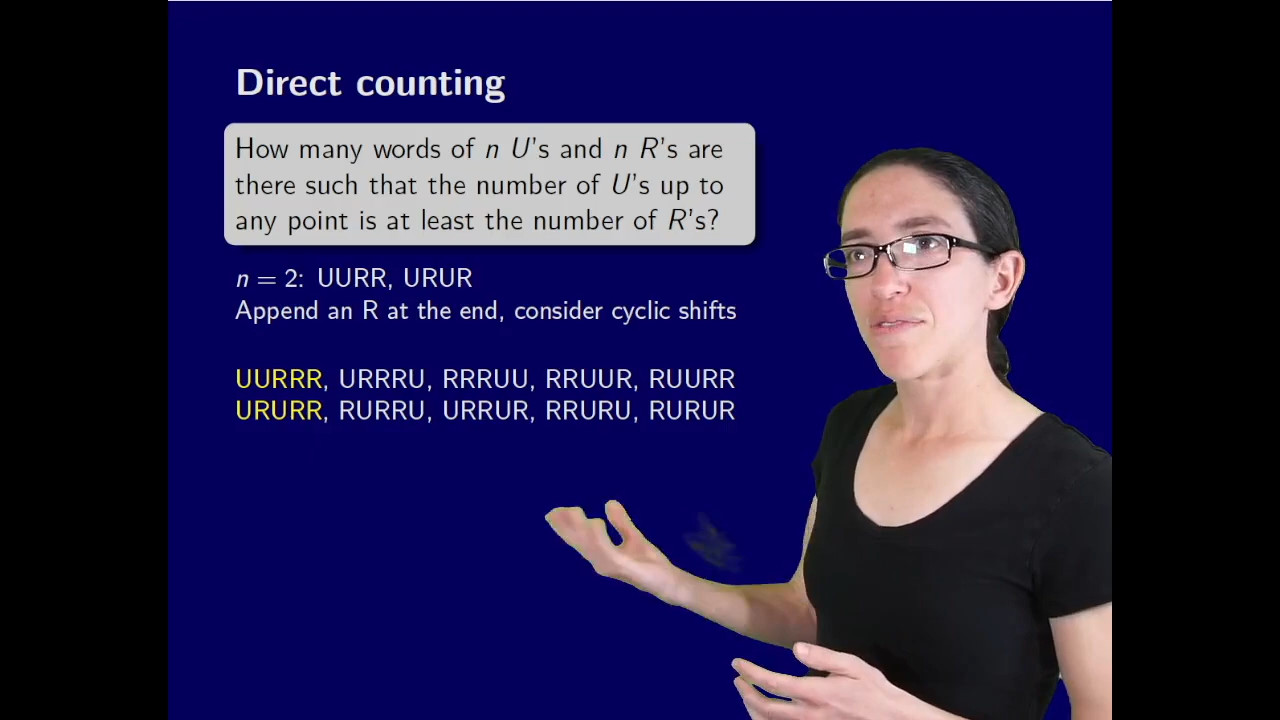 Direct counting
How many words of n U's and n R's are
there such that the number of U's up to
any point is at least the number of R's?
n = 2: UURR, URUR
Append an R at the end, consider cyclic shifts
UURRR, URRRU, RRRUU, RRUUR, RUURR
URURR, RURRU, URRUR, RRURU, RURUR